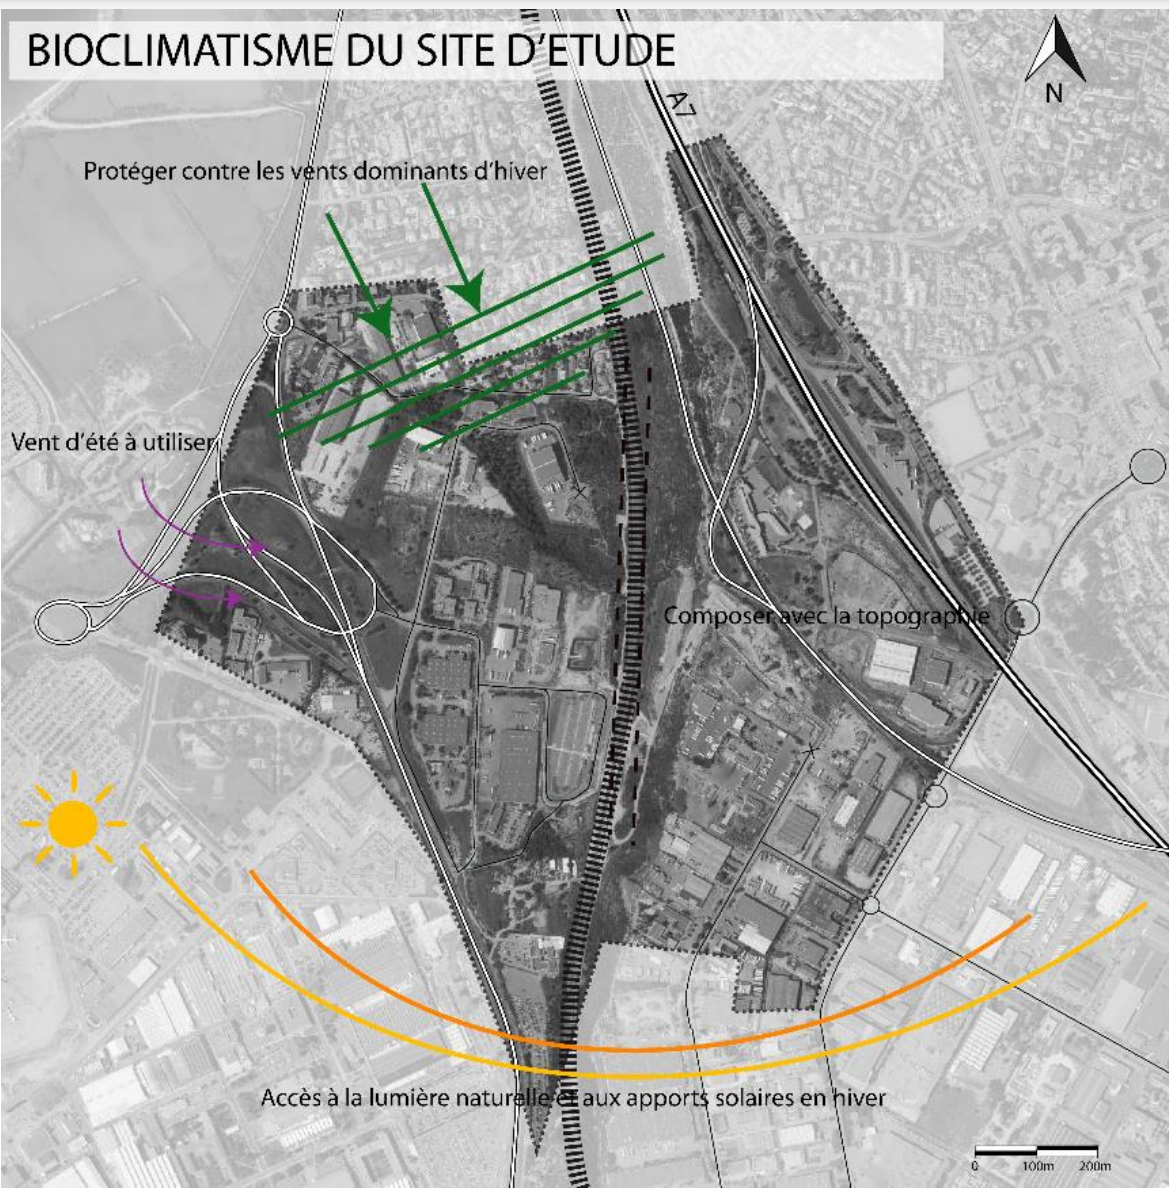 BIOCLIMATISME DU SITE D'ETUDE
N
A7
Protéger contre les vents dominants d'hiver
Vent d'été à utiliser
Composer avec la topographie
Accès à la lumière naturelle et aux apports solaires en hiver
0 100m 200m